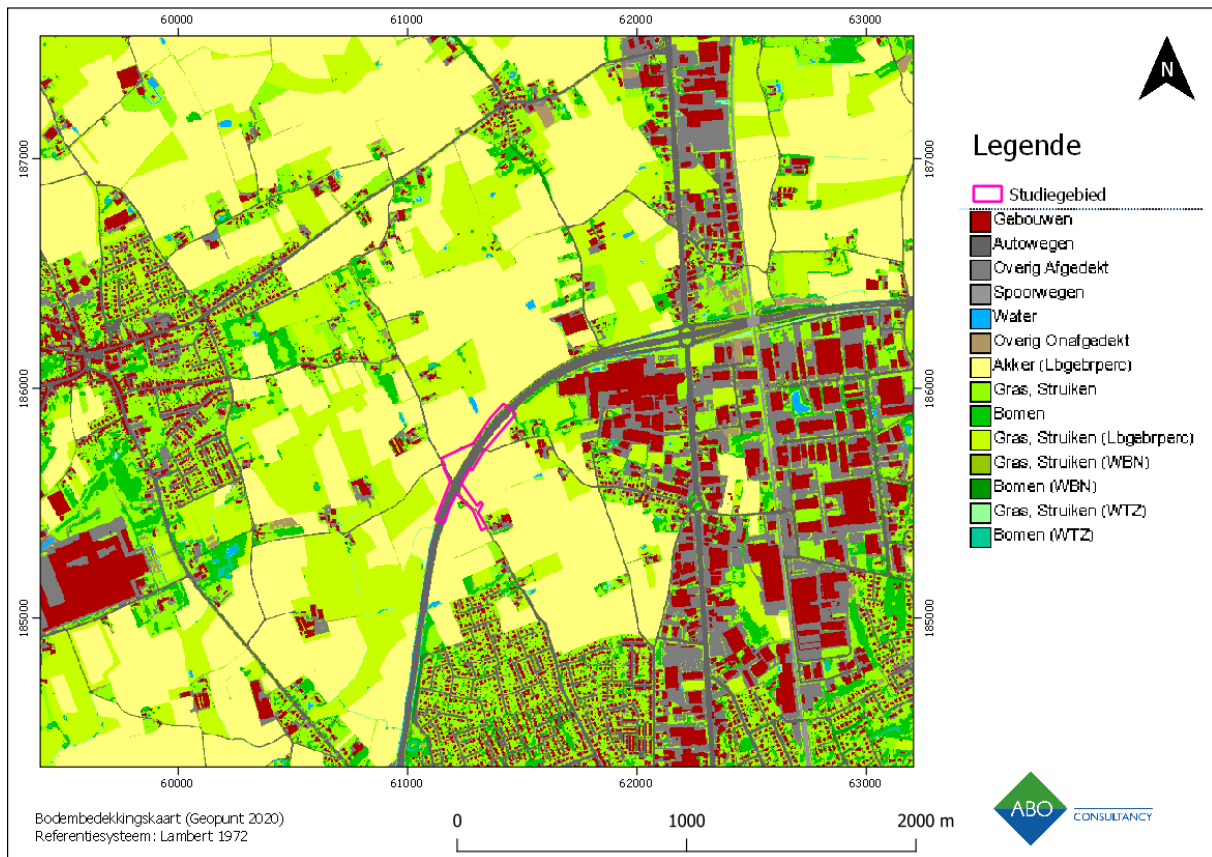 60000 61000 62000 63000
187000
186000
185000
187000
186000
185000
60000 61000 62000 63000
N
Legende
Studiegebied
Gebouwen
Autowegen
Overig Afgedekt
Spoorwegen
Water
Overig Onafgedekt
Akker (Lbgebrperc)
Gras, Struiken
Bomen
Gras, Struiken (Lbgebrperc)
Gras, Struiken (WBN)
Bomen (WBN)
Gras, Struiken (WTZ)
Bomen (WTZ)
Bodembedekkingskaart (Geopunt 2020)
Referentiesysteem: Lambert 1972
0 1000 2000 m
ABO
CONSULTANCY